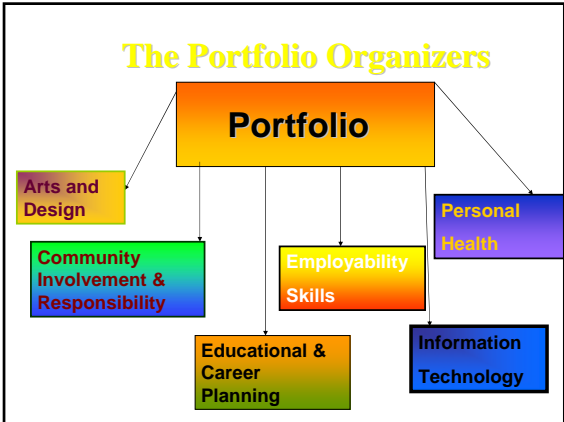 The Portfolio Organizers
Portfolio
Arts and
Design
Community
Involvement &
Responsibility
Educational &
Career
Planning
Employability
Skills
Information
Technology
Personal
Health